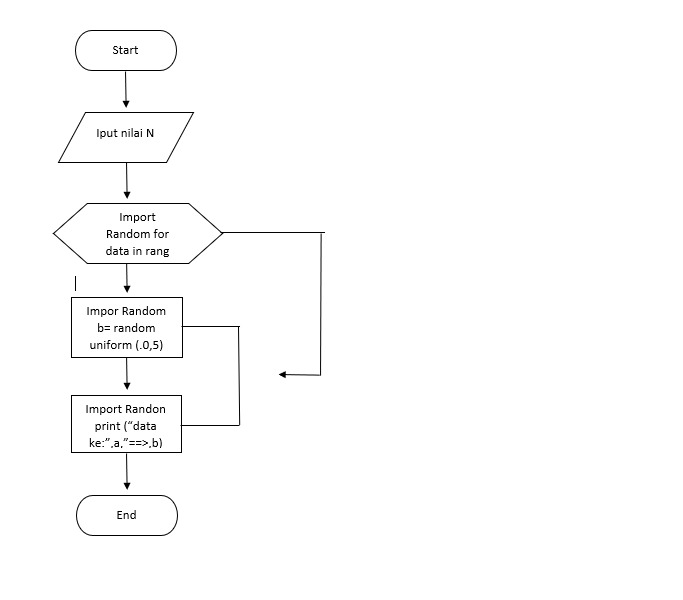 Start
Iput nilai N
Import
Random for
data in rang
Impor Random
b= random
uniform (.0,5)
Import Randon
print (“data
ke:”,a,”==>,b)
End